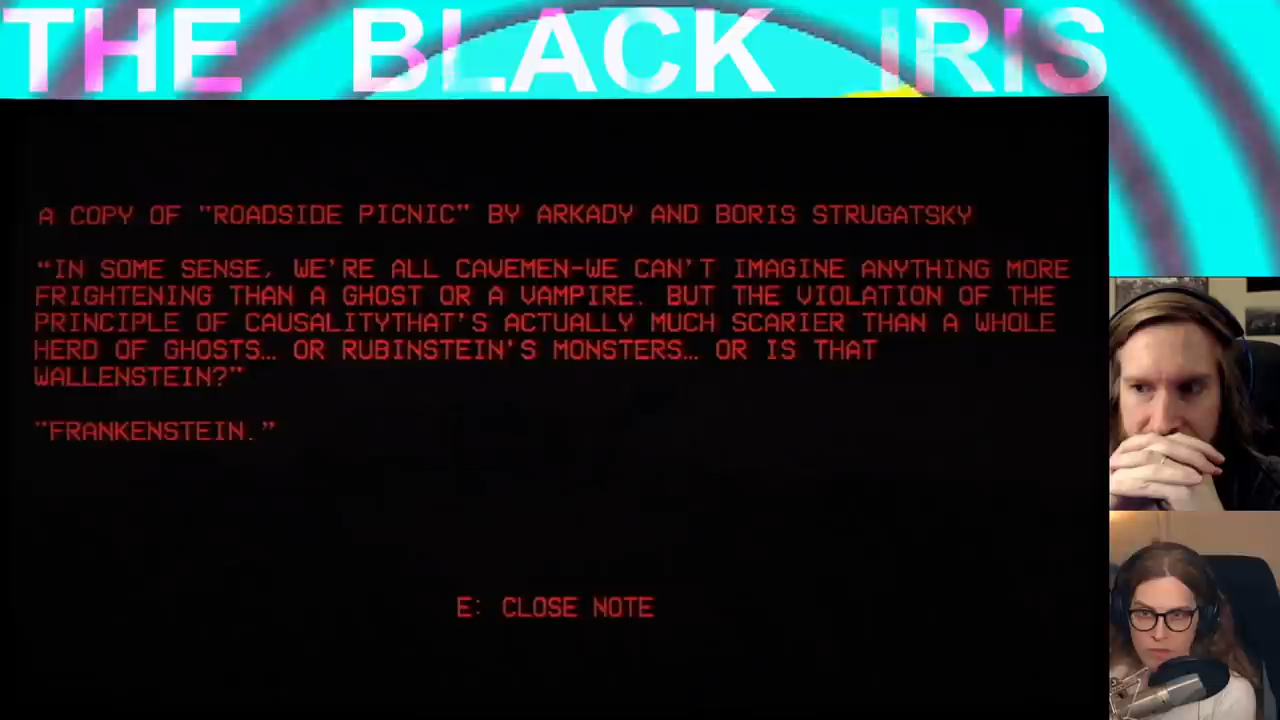 THE BLACK IRIS
A COPY OF "ROADSIDE PICNIC" BY ARKADY AND BORIS STRUGATSKY
“IN SOME SENSE, WE'RE ALL CAVEMEN-WE CAN'T IMAGINE ANYTHING MORE
FRIGHTENING THAN A GHOST OR A VAMPIRE. BUT THE VIOLATION OF THE
PRINCIPLE OF CAUSALITYTHAT'S ACTUALLY MUCH SCARIER THAN A WHOLE
HERD OF GHOSTS… OR RUBINSTEIN'S MONSTERS… OR IS THAT
WALLENSTEIN?”
"FRANKENSTEIN.”
E: CLOSE NOTE